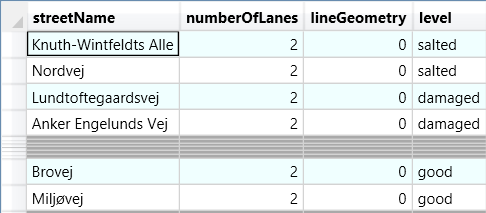 streetName numberOfLanes lineGeometry level
Knuth-Wintfeldts Alle 2 0 salted
Nordvej 2 0 salted
Lundtoftegaardsvej 2 0 damaged
Anker Engelunds Vej 2 0 damaged
Brovej 2 0 good
Miljøvej 2 0 good